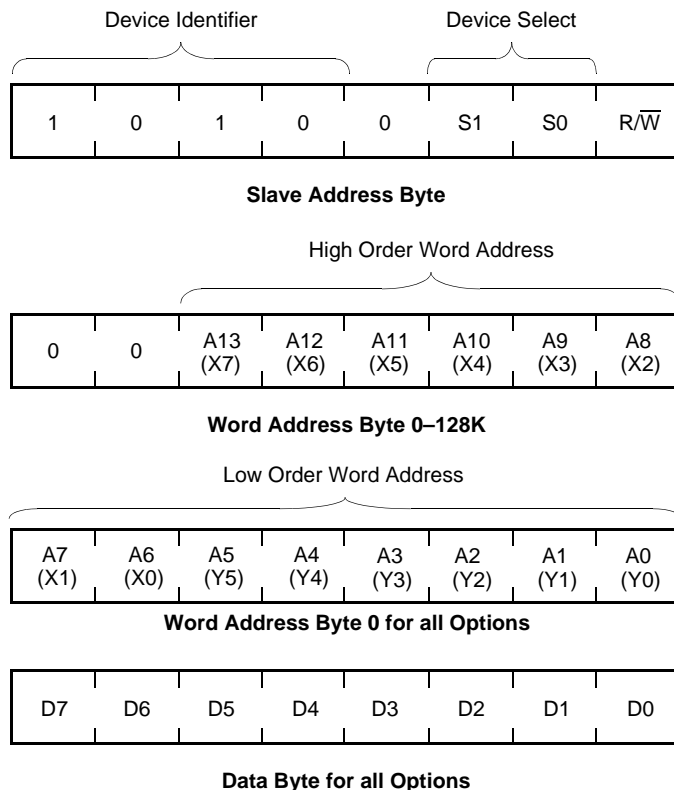 Device Identifier Device Select
1 0 1 0 0 S1 S0 R/W̅
Slave Address Byte
High Order Word Address
0 0 A13 A12 A11 A10 A9 A8
(X7) (X6) (X5) (X4) (X3) (X2)
Word Address Byte 0–128K
Low Order Word Address
A7 A6 A5 A4 A3 A2 A1 A0
(X1) (X0) (Y5) (Y4) (Y3) (Y2) (Y1) (Y0)
Word Address Byte 0 for all Options
D7 D6 D5 D4 D3 D2 D1 D0
Data Byte for all Options